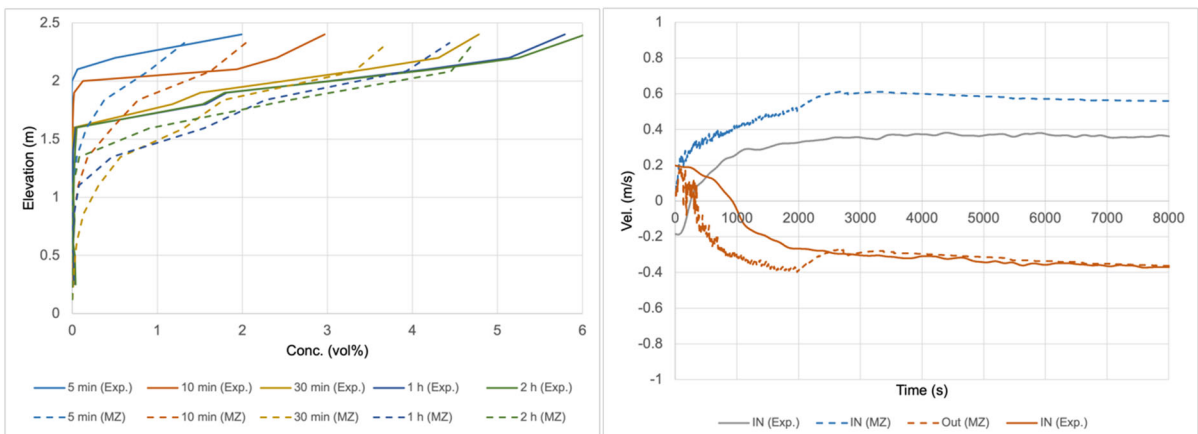 2.5
2
1.5
1
0.5
0
Elevation (m)
0 1 2 3 4 5 6
Conc. (vol%)
5 min (Exp.) 10 min (Exp.) 30 min (Exp.) 1 h (Exp.) 2 h (Exp.)
5 min (MZ) 10 min (MZ) 30 min (MZ) 1 h (MZ) 2 h (MZ)
1
0.8
0.6
0.4
0.2
0
-0.2
-0.4
-0.6
-0.8
-1
Vel. (m/s)
0 1000 2000 3000 4000 5000 6000 7000 8000
Time (s)
IN (Exp.) IN (MZ) Out (MZ) IN (Exp.)